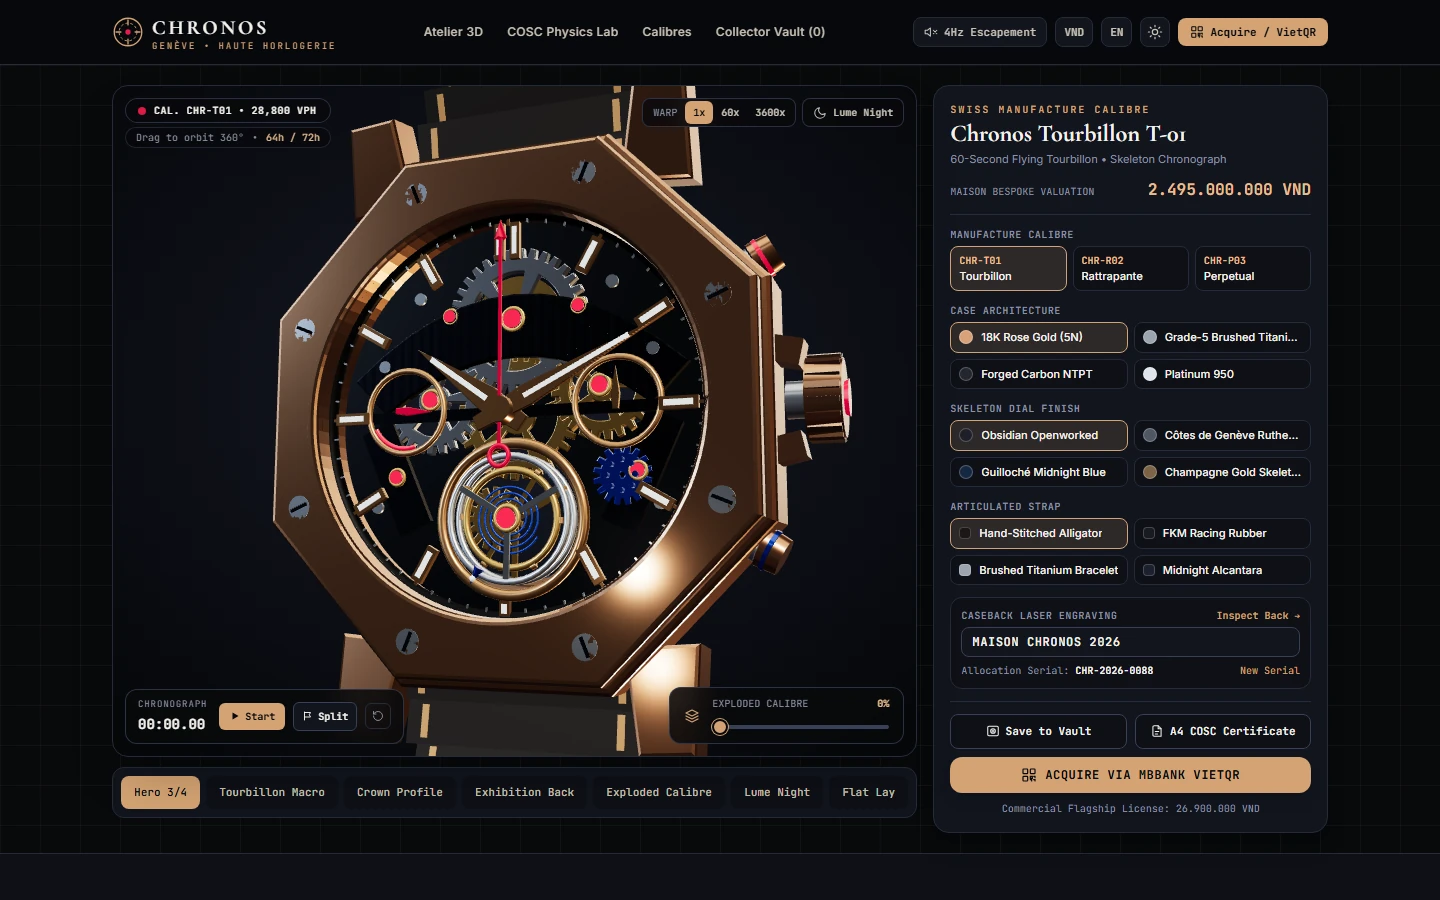 CHRONOS
GENÈVE • HAUTE HORLOGERIE
Atelier 3D
COSC Physics Lab
Calibres
Collector Vault (0)
4Hz Escapement
VND
EN
Acquire / VietQR
CAL. CHR-T01 • 28,800 VPH
Drag to orbit 360° • 64h / 72h
WARP
1x
60x
3600x
Lume Night
CHRONOGRAPH
00:00.00
Start
Split
EXPLODED CALIBRE
0%
Hero 3/4
Tourbillon Macro
Crown Profile
Exhibition Back
Exploded Calibre
Lume Night
Flat Lay
SWISS MANUFACTURE CALIBRE
Chronos Tourbillon T-01
60-Second Flying Tourbillon • Skeleton Chronograph
MAISON BESPOKE VALUATION
2.495.000.000 VND
MANUFACTURE CALIBRE
CHR-T01
Tourbillon
CHR-R02
Rattrapante
CHR-P03
Perpetual
CASE ARCHITECTURE
18K Rose Gold (5N)
Grade-5 Brushed Titani...
Forged Carbon NTPT
Platinum 950
SKELETON DIAL FINISH
Obsidian Openworked
Côtes de Genève Ruthe...
Guilloché Midnight Blue
Champagne Gold Skelet...
ARTICULATED STRAP
Hand-Stitched Alligator
FKM Racing Rubber
Brushed Titanium Bracelet
Midnight Alcantara
CASEBACK LASER ENGRAVING
Inspect Back →
MAISON CHRONOS 2026
Allocation Serial: CHR-2026-0088
New Serial
Save to Vault
A4 COSC Certificate
ACQUIRE VIA MBBANK VIETQR
Commercial Flagship License: 26.900.000 VND